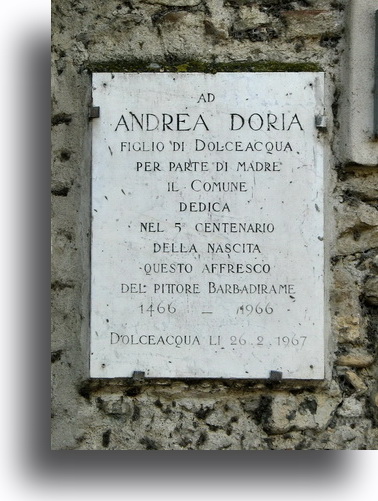 AD
ANDREA DORIA
FIGLIO DI DOLCEACQUA
PER PARTE DI MADRE
IL COMUNE
DEDICA
NEL 5° CENTENARIO
DELLA NASCITA
QUESTO AFFRESCO
DEL PITTORE BARBADIRAME
1466 — 1966
DOLCEACQUA LI 26.2.1967